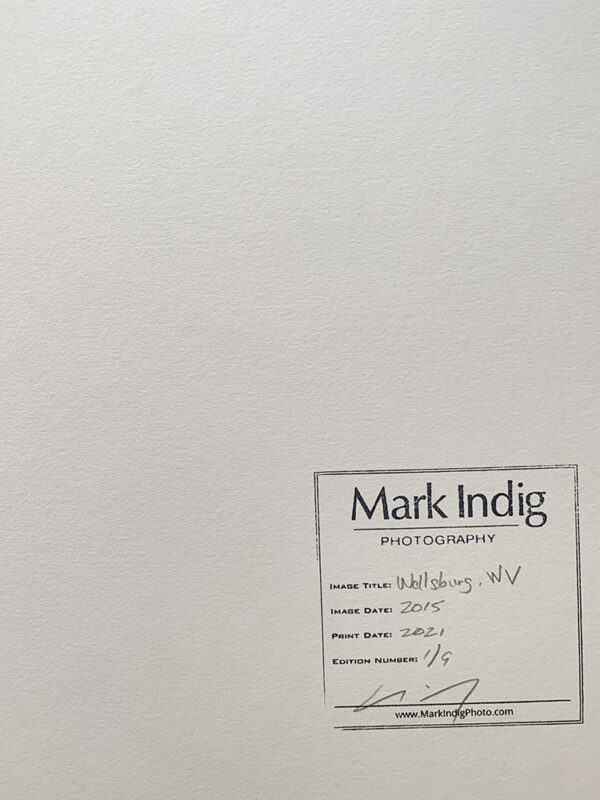 Mark Indig
PHOTOGRAPHY
IMAGE TITLE: Wellsburg, WV
IMAGE DATE: 2015
PRINT DATE: 2021
EDITION NUMBER: 1/9
www.MarkIndigPhoto.com